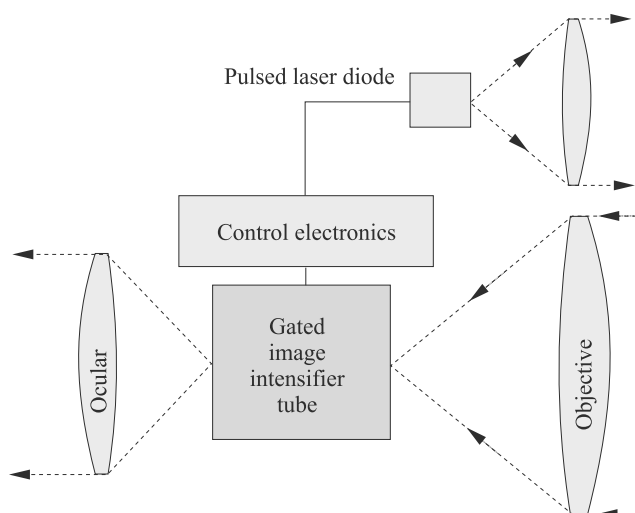 Pulsed laser diode
Control electronics
Gated
image
intensifier
tube
Ocular
Objective